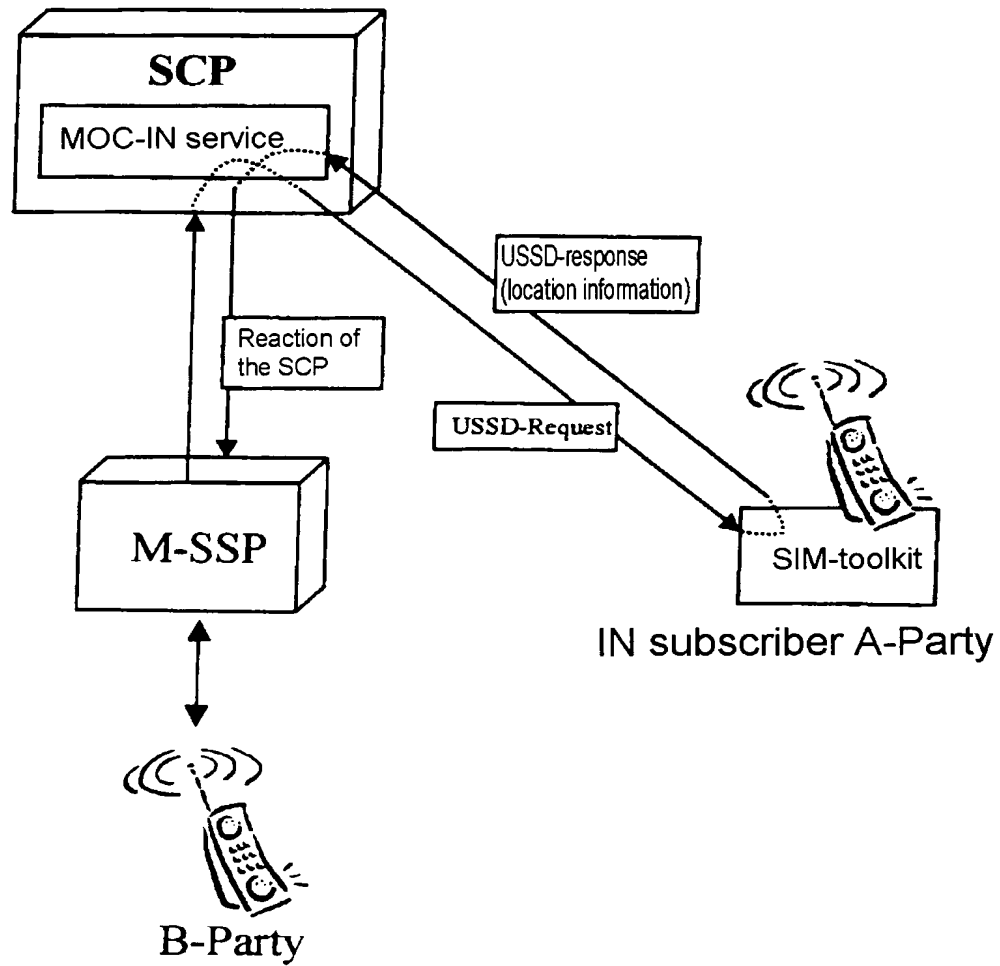 SCP
MOC-IN service
USSD-response
(location information)
Reaction of
the SCP
USSD-Request
M-SSP
SIM-toolkit
IN subscriber A-Party
B-Party